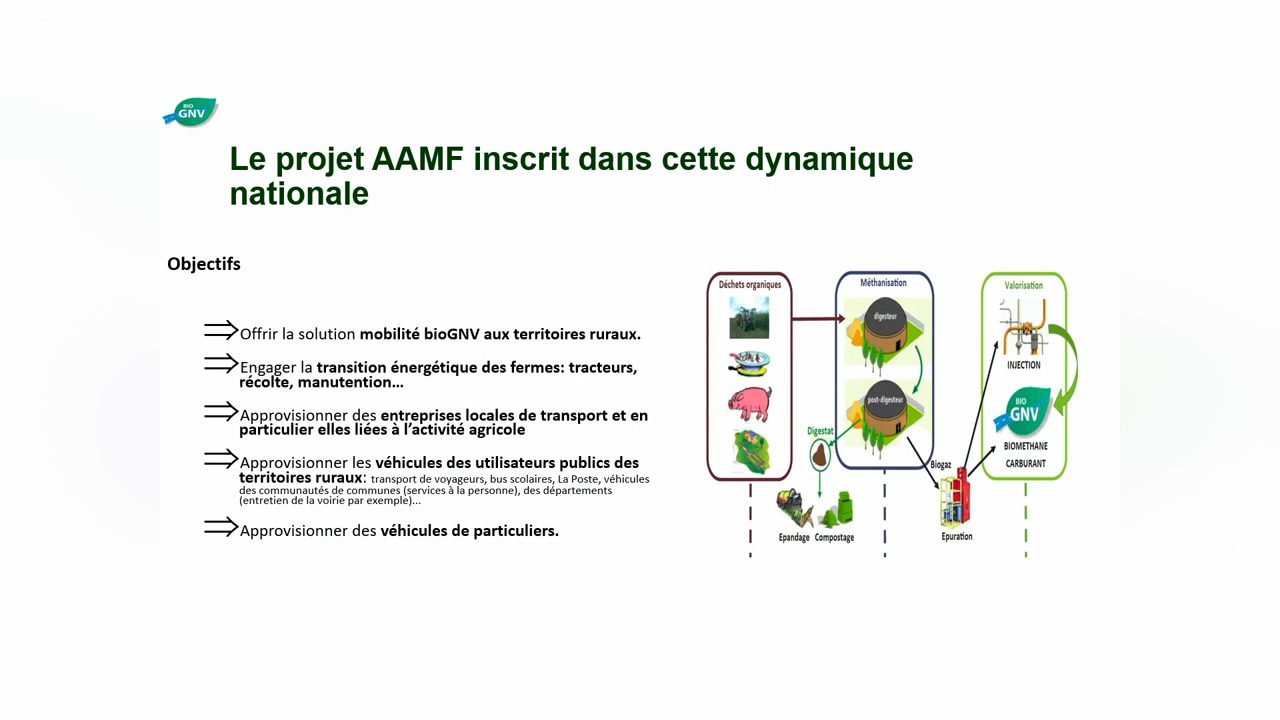 BIO
GNV
Le projet AAMF inscrit dans cette dynamique
nationale
Objectifs
⇒Offrir la solution mobilité bioGNV aux territoires ruraux.
⇒Engager la transition énergétique des fermes: tracteurs,
récolte, manutention...
⇒Approvisionner des entreprises locales de transport et en
particulier elles liées à l'activité agricole
⇒Approvisionner les véhicules des utilisateurs publics des
territoires ruraux: transport de voyageurs, bus scolaires, La Poste, véhicules
des communautés de communes (services à la personne), des départements
(entretien de la voirie par exemple)...
⇒Approvisionner des véhicules de particuliers.
Déchets organiques
Méthanisation
digesteur
post-digesteur
Digestat
Epandage
Compostage
Biogaz
Epuration
Valorisation
INJECTION
BIO
GNV
BIOMETHANE
CARBURANT